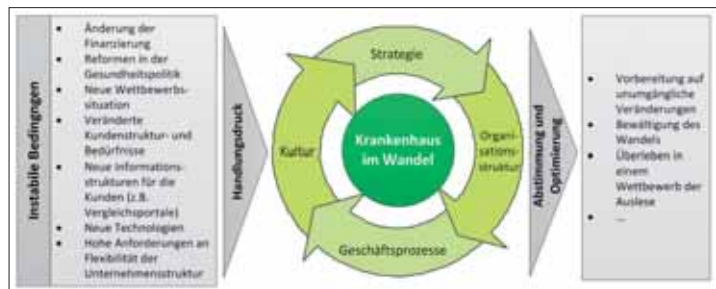 Instabile Bedingngen
Änderung der
Finanzierung
Reformen in der
Gesundheitspolitik
Neue Wettbewerbs-
situation
Veränderte
Kundenstruktur- und
Bedürfnisse
Neue Informations-
strukturen für die
Kunden (z.B.
Vergleichsportale)
Neue Technologien
Hohe Anforderungen an
Flexibilität der
Unternehmensstruktur
Handlungsdruck
Strategie
Kultur
Krankenhaus
im Wandel
Organi-
sations-
struktur
Geschäftsprozesse
Abstimmung und
Optimierung
Vorbereitung auf
unumgängliche
Veränderungen
Bewältigung des
Wandels
Überleben in
einem
Wettbewerb der
Auslese
...